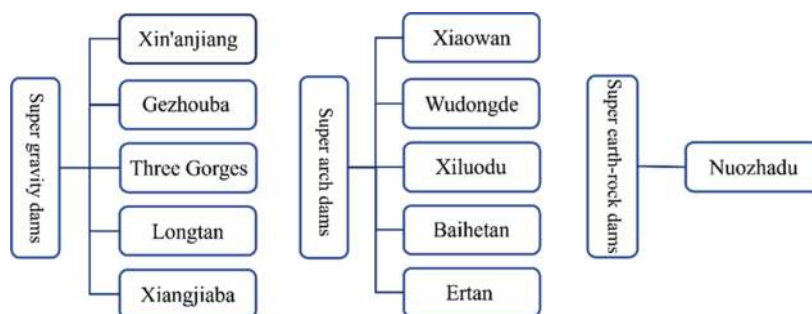 Super gravity dams
Xin'anjiang
Gezhouba
Three Gorges
Longtan
Xiangjiaba
Super arch dams
Xiaowan
Wudongde
Xiluodu
Baihetan
Ertan
Super earth-rock dams
Nuozhadu